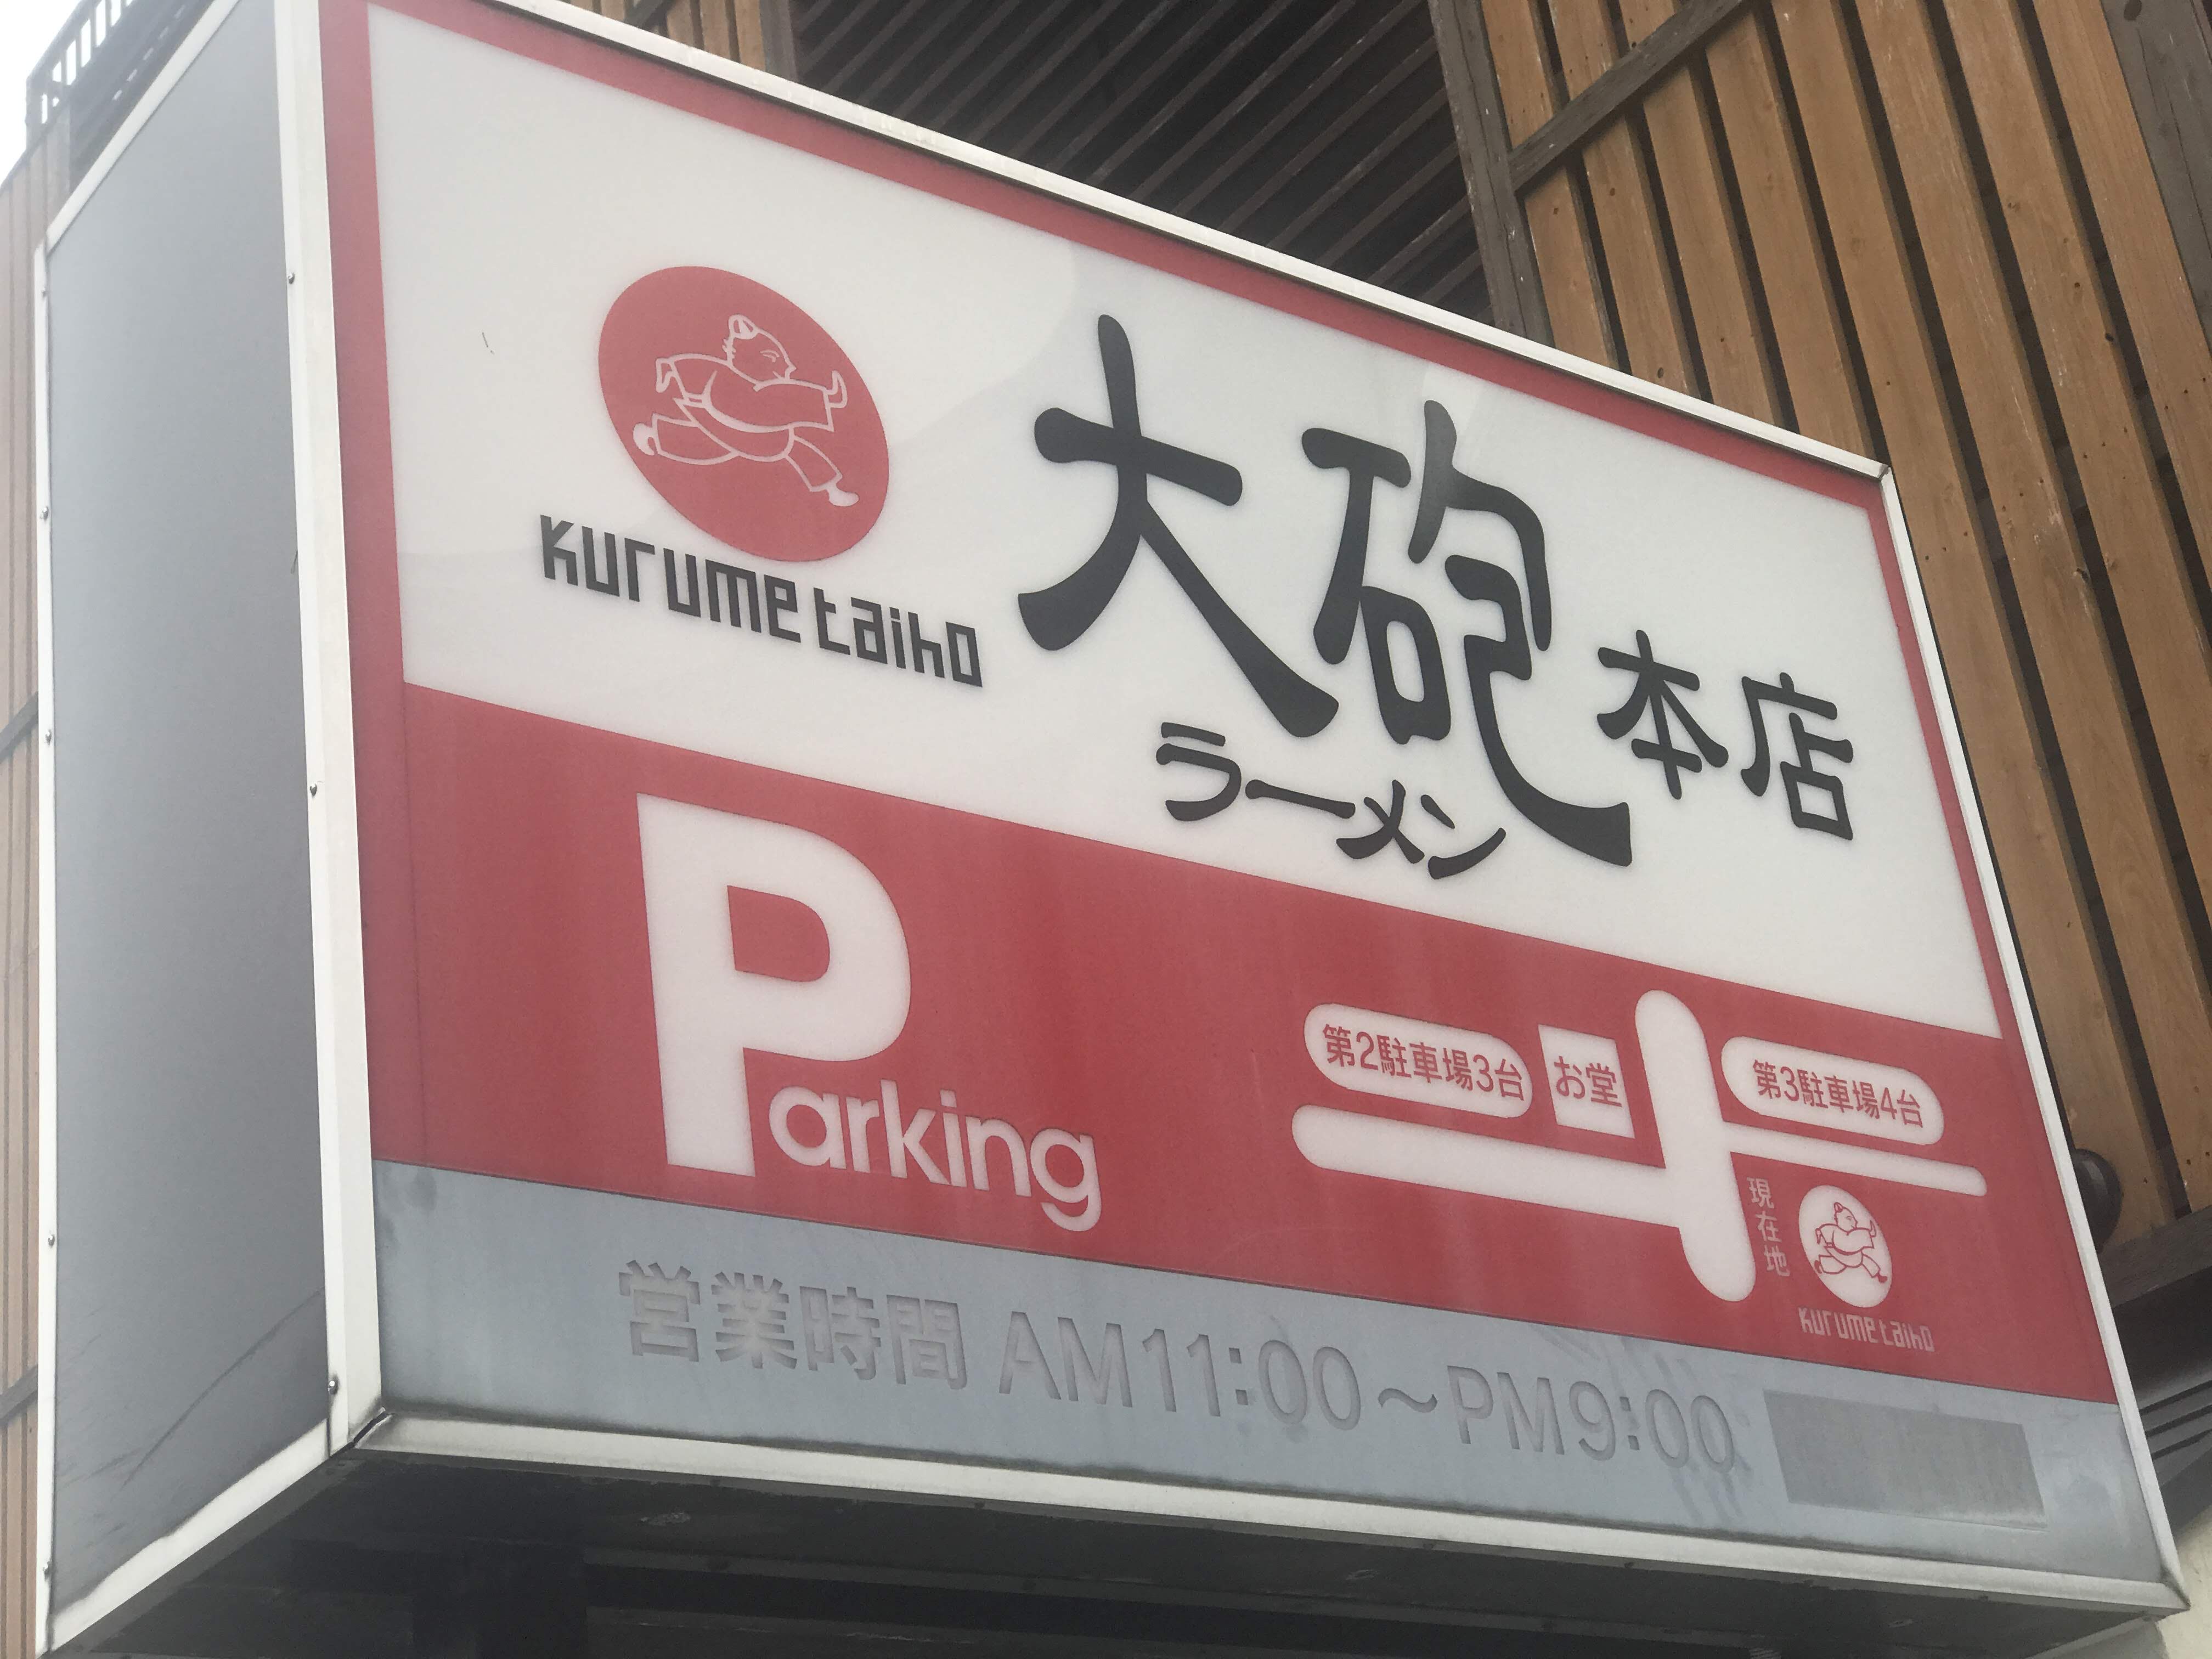 kurume taiho
大砲
ラーメン
本店
Parking
第2駐車場3台
お堂
第3駐車場4台
現在地
kurume taiho
営業時間 AM11:00～PM9:00